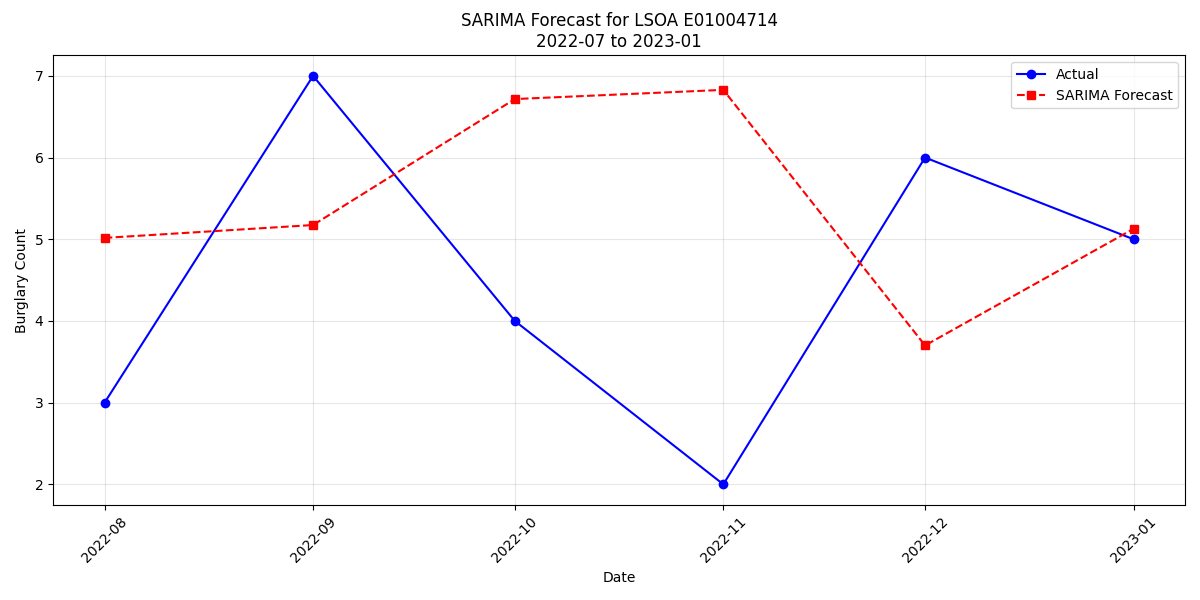 SARIMA Forecast for LSOA E01004714
2022-07 to 2023-01
Actual
SARIMA Forecast
Burglary Count
7
6
5
4
3
2
2022-08
2022-09
2022-10
2022-11
2022-12
2023-01
Date